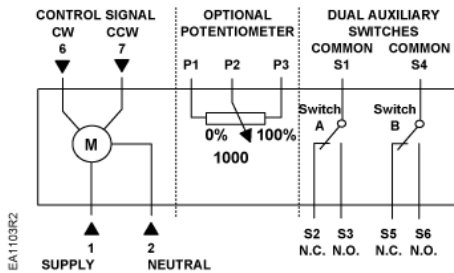 CONTROL SIGNAL
CW CCW
6 7
OPTIONAL
POTENTIOMETER
P1 P2 P3
DUAL AUXILIARY
SWITCHES
COMMON COMMON
S1 S4
M
0% 100%
1000
Switch
A
Switch
B
1 2
SUPPLY NEUTRAL
S2 S3 S5 S6
N.C. N.O. N.C. N.O.
EA1103R2